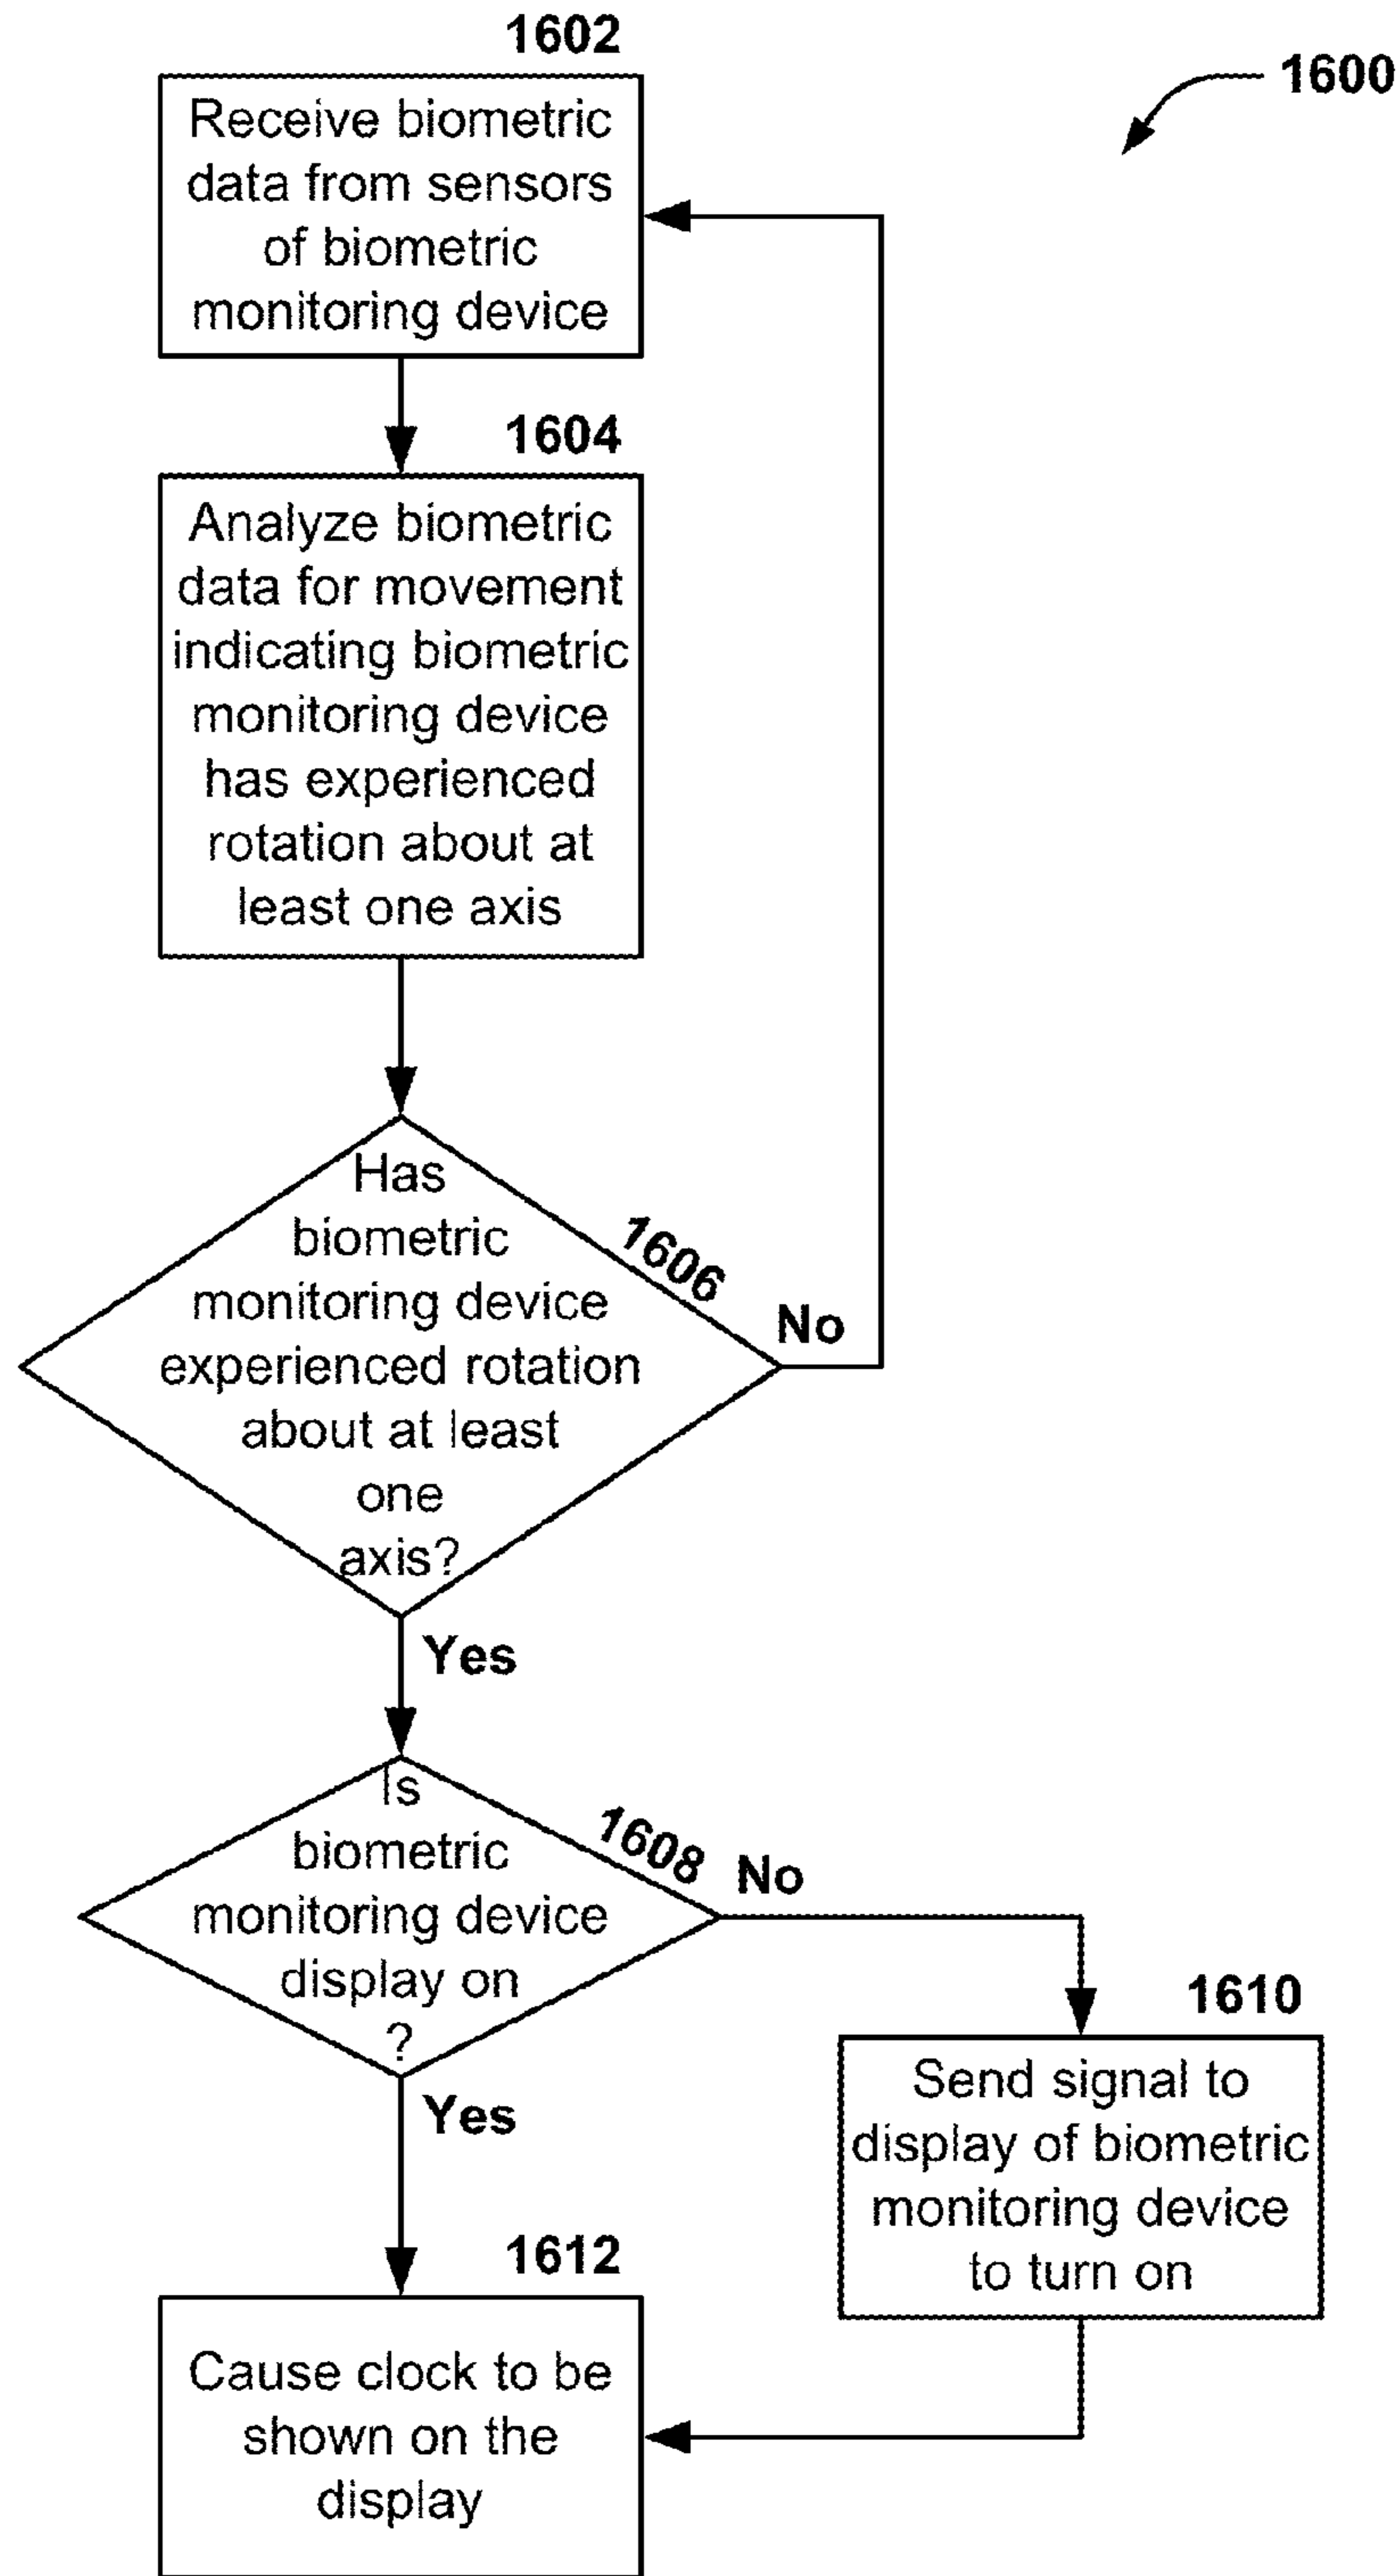 1602
1600
Receive biometric
data from sensors
of biometric
monitoring device
1604
Analyze biometric
data for movement
indicating biometric
monitoring device
has experienced
rotation about at
least one axis
Has
biometric
monitoring device
experienced rotation
about at least
one
axis?
1606
No
Yes
Is
biometric
monitoring device
display on
?
1608
No
Yes
1610
Send signal to
display of biometric
monitoring device
to turn on
1612
Cause clock to be
shown on the
display